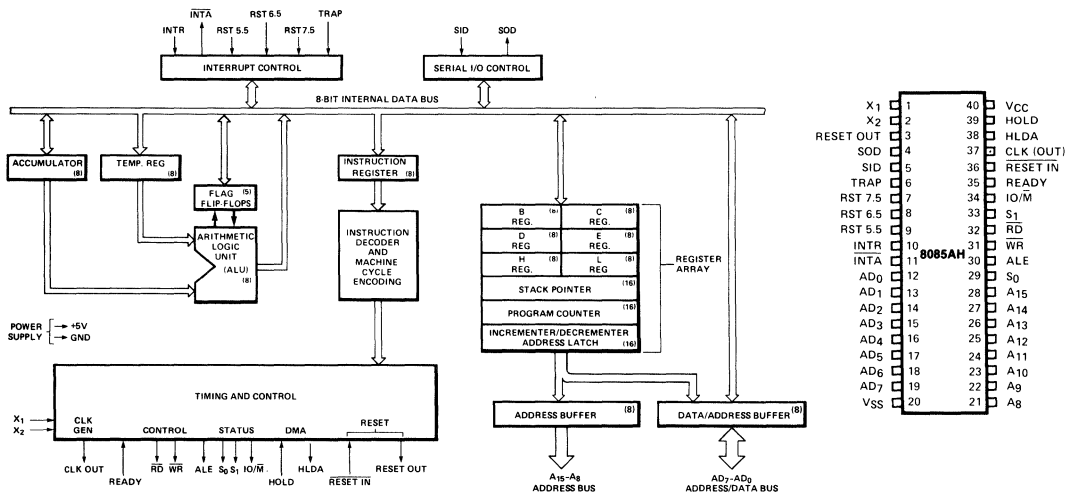 INTR
INTA
RST 5.5
RST 6.5
RST 7.5
TRAP
INTERRUPT CONTROL
SID
SOD
SERIAL I/O CONTROL
8-BIT INTERNAL DATA BUS
ACCUMULATOR (8)
TEMP. REG (8)
FLAG (5)
FLIP-FLOPS
ARITHMETIC
LOGIC
UNIT
(ALU)
(8)
INSTRUCTION
REGISTER (8)
INSTRUCTION
DECODER
AND
MACHINE
CYCLE
ENCODING
B (8)
REG.
C (8)
REG.
D (8)
REG
E (8)
REG.
H (8)
REG.
L (8)
REG
STACK POINTER (16)
PROGRAM COUNTER (16)
INCREMENTER/DECREMENTER
ADDRESS LATCH (16)
REGISTER
ARRAY
POWER
SUPPLY
+5V
GND
TIMING AND CONTROL
X1
X2
CLK
GEN
CONTROL
STATUS
DMA
RESET
CLK OUT
READY
RD
WR
ALE
S0
S1
IO/M
HOLD
HLDA
RESET IN
RESET OUT
ADDRESS BUFFER (8)
DATA/ADDRESS BUFFER (8)
A15-A8
ADDRESS BUS
AD7-AD0
ADDRESS/DATA BUS
8085AH
X1 1
X2 2
RESET OUT 3
SOD 4
SID 5
TRAP 6
RST 7.5 7
RST 6.5 8
RST 5.5 9
INTR 10
INTA 11
AD0 12
AD1 13
AD2 14
AD3 15
AD4 16
AD5 17
AD6 18
AD7 19
VSS 20
40 VCC
39 HOLD
38 HLDA
37 CLK (OUT)
36 RESET IN
35 READY
34 IO/M
33 S1
32 RD
31 WR
30 ALE
29 S0
28 A15
27 A14
26 A13
25 A12
24 A11
23 A10
22 A9
21 A8